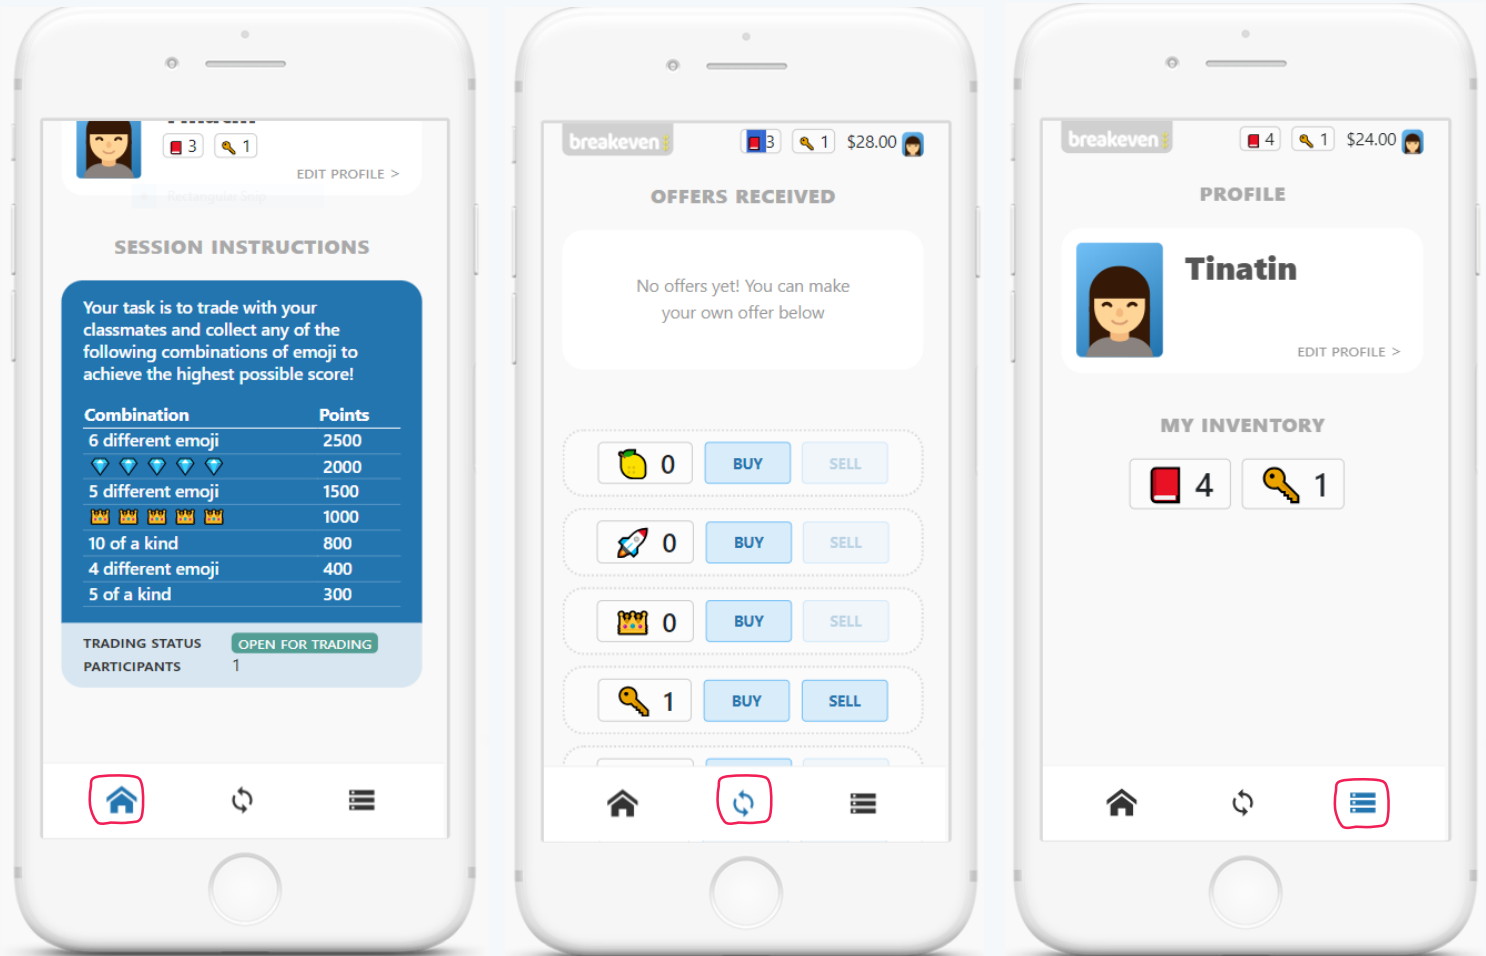 Tinatin
3 1
EDIT PROFILE >
Rectangular Snip
SESSION INSTRUCTIONS
Your task is to trade with your
classmates and collect any of the
following combinations of emoji to
achieve the highest possible score!
Combination Points
6 different emoji 2500
2000
5 different emoji 1500
1000
10 of a kind 800
4 different emoji 400
5 of a kind 300
TRADING STATUS OPEN FOR TRADING
PARTICIPANTS 1
breakeven 3 1 $28.00
OFFERS RECEIVED
No offers yet! You can make
your own offer below
0 BUY SELL
0 BUY SELL
0 BUY SELL
1 BUY SELL
breakeven 4 1 $24.00
PROFILE
Tinatin
EDIT PROFILE >
MY INVENTORY
4 1